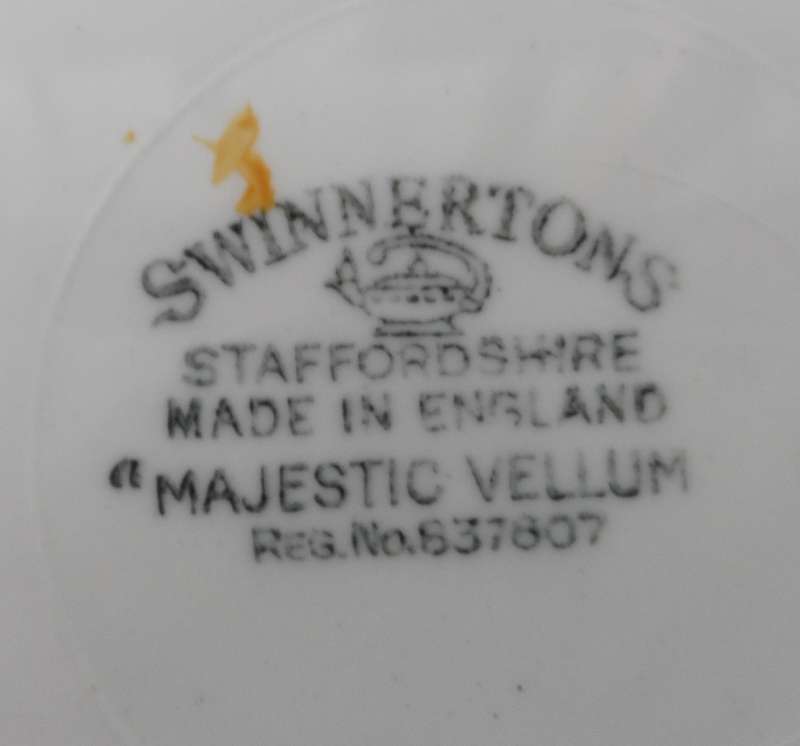 SWINNERTONS
STAFFORDSHIRE
MADE IN ENGLAND
"MAJESTIC VELLUM
REG. No. 837807